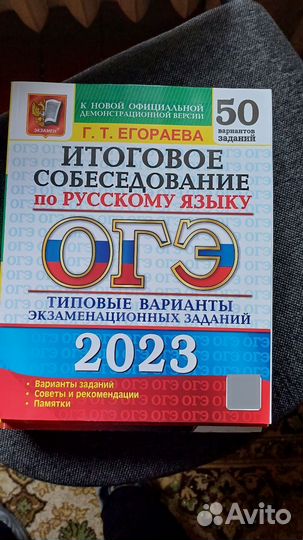 К НОВОЙ ОФИЦИАЛЬНОЙ
ДЕМОНСТРАЦИОННОЙ ВЕРСИИ
50
вариантов
заданий
ЭКЗАМЕН
Г. Т. ЕГОРАЕВА
ИТОГОВОЕ
СОБЕСЕДОВАНИЕ
ПО РУССКОМУ ЯЗЫКУ
ОГЭ
ТИПОВЫЕ ВАРИАНТЫ
ЭКЗАМЕНАЦИОННЫХ ЗАДАНИЙ
2023
• Варианты заданий
• Советы и рекомендации
• Памятки
Avito